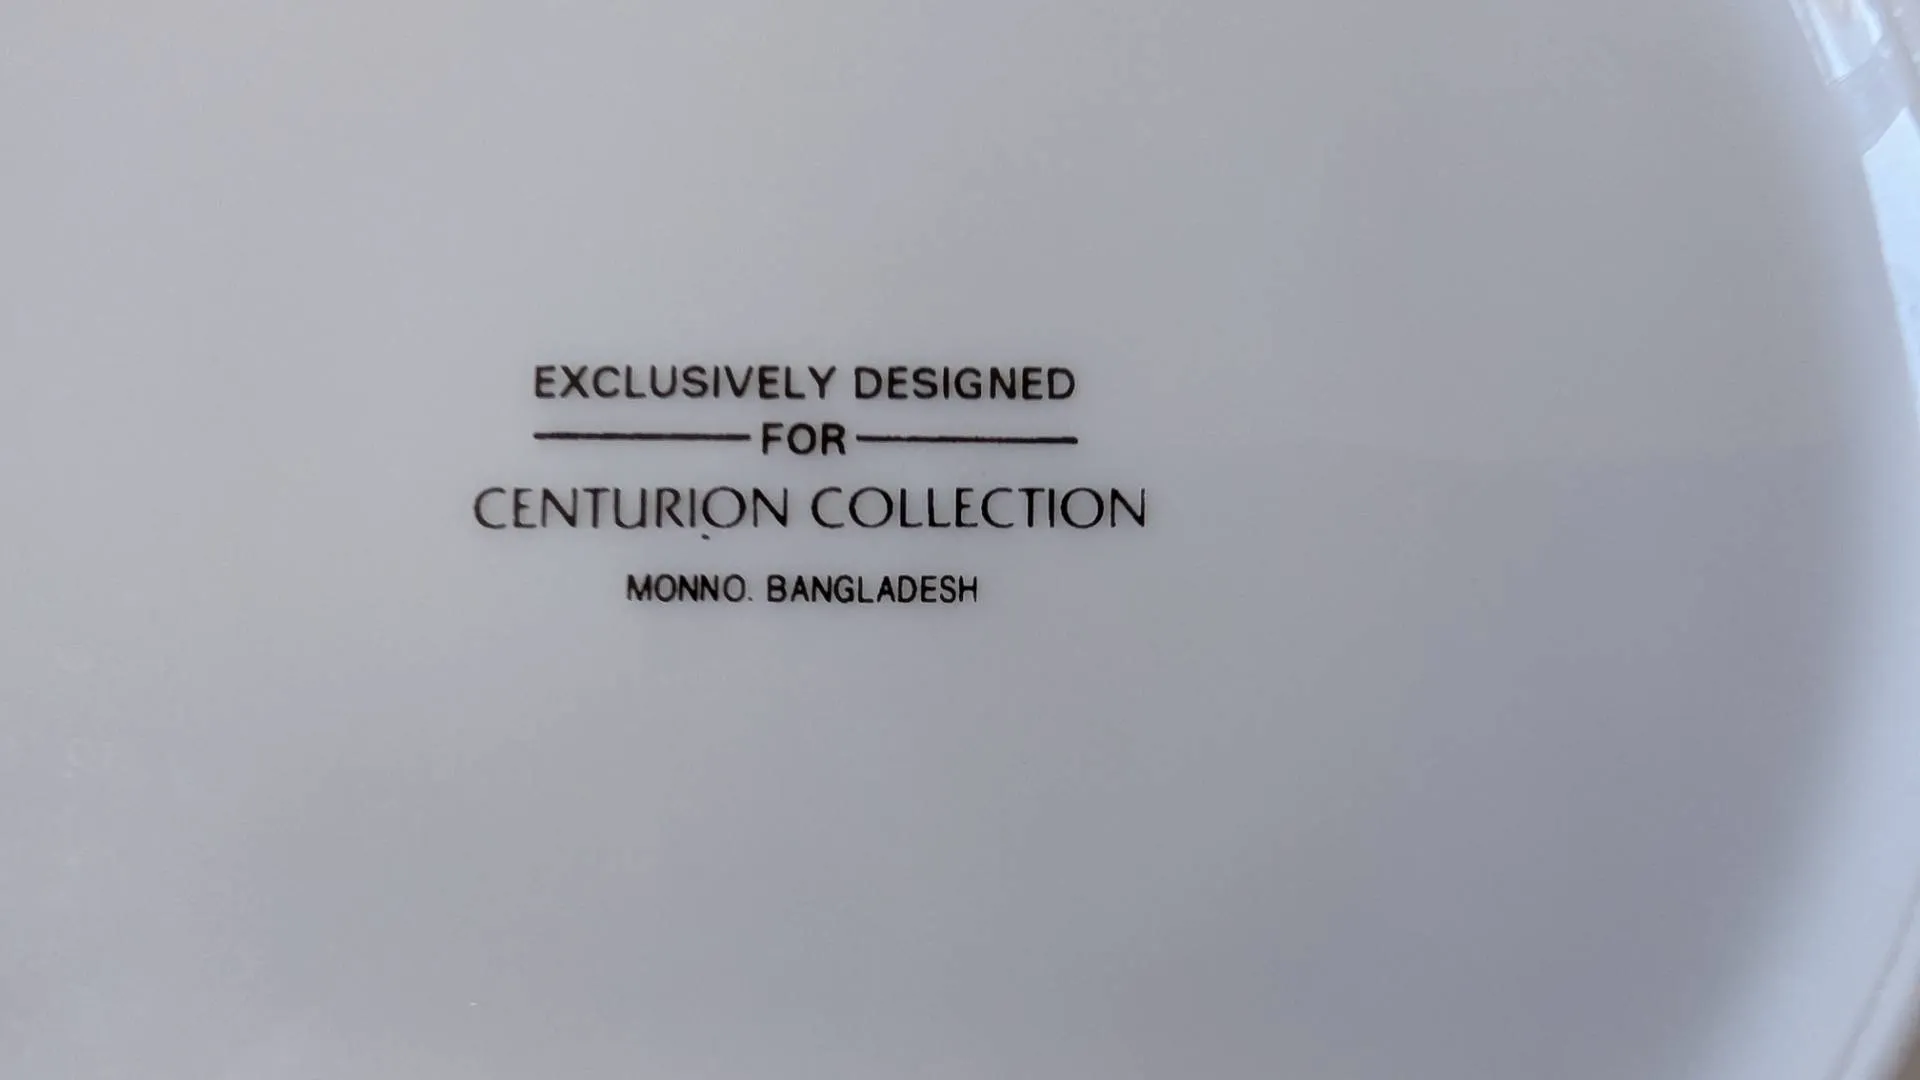 EXCLUSIVELY DESIGNED
FOR
CENTURION COLLECTION
MONNO. BANGLADESH